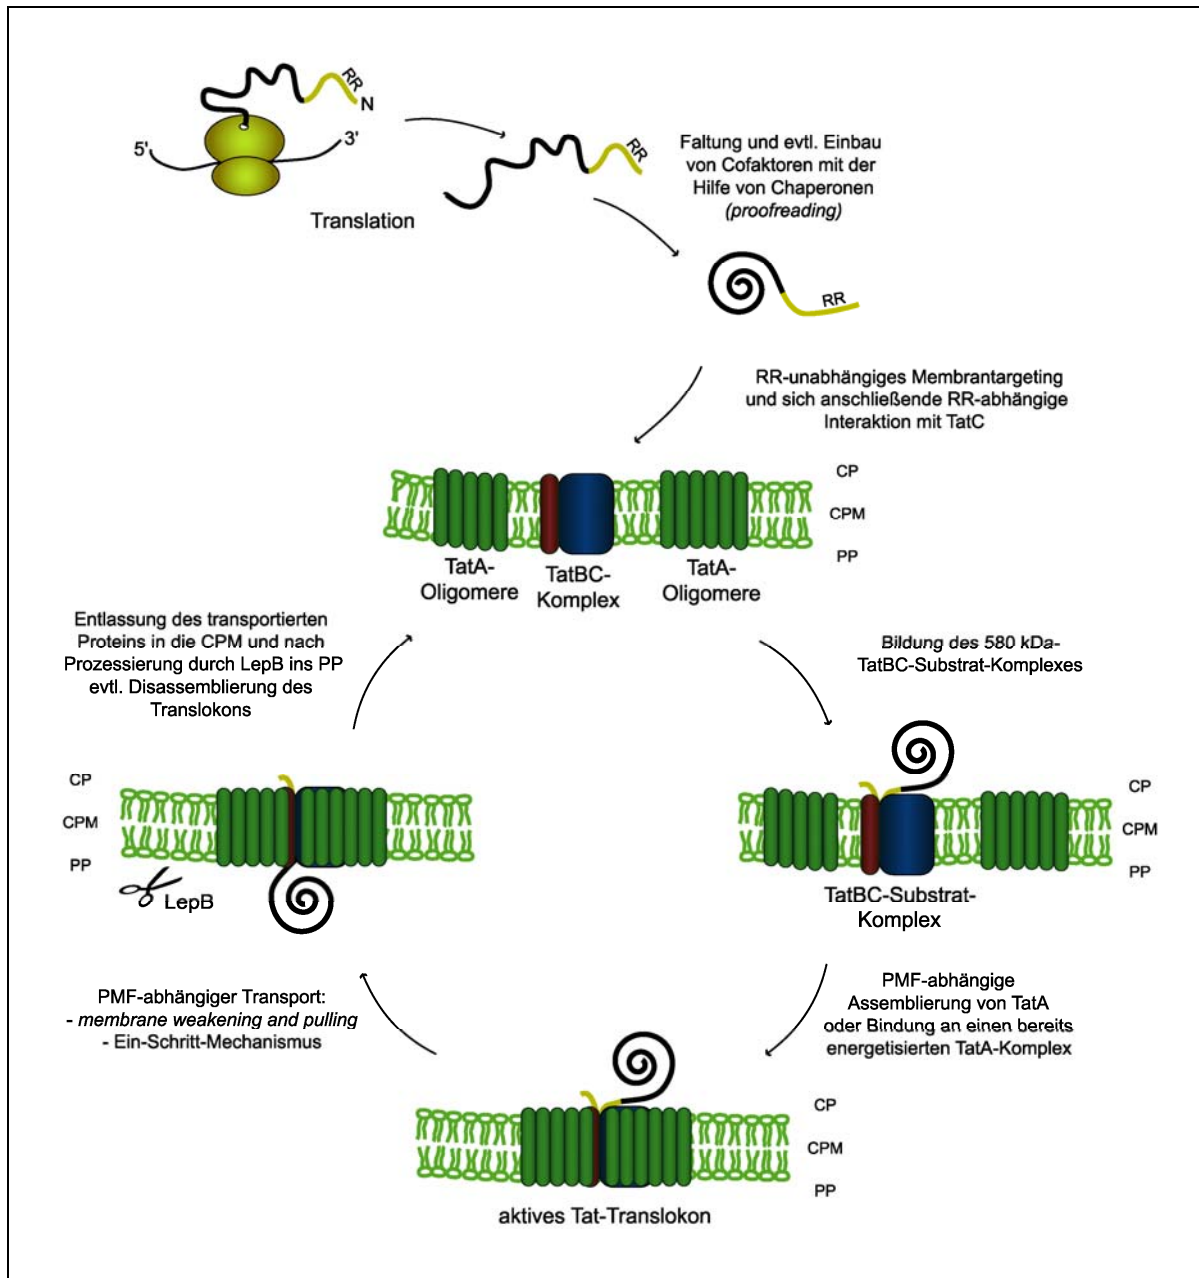 RR
N
5'
3'
Translation
RR
Faltung und evtl. Einbau
von Cofaktoren mit der
Hilfe von Chaperonen
(proofreading)
RR
RR-unabhängiges Membrantargeting
und sich anschließende RR-abhängige
Interaktion mit TatC
CP
CPM
PP
TatA-
Oligomere
TatBC-
Komplex
TatA-
Oligomere
Bildung des 580 kDa-
TatBC-Substrat-Komplexes
CP
CPM
PP
TatBC-Substrat-
Komplex
PMF-abhängige
Assemblierung von TatA
oder Bindung an einen bereits
energetisierten TatA-Komplex
CP
CPM
PP
aktives Tat-Translokon
PMF-abhängiger Transport:
- membrane weakening and pulling
- Ein-Schritt-Mechanismus
CP
CPM
PP
LepB
Entlassung des transportierten
Proteins in die CPM und nach
Prozessierung durch LepB ins PP
evtl. Disassemblierung des
Translokons